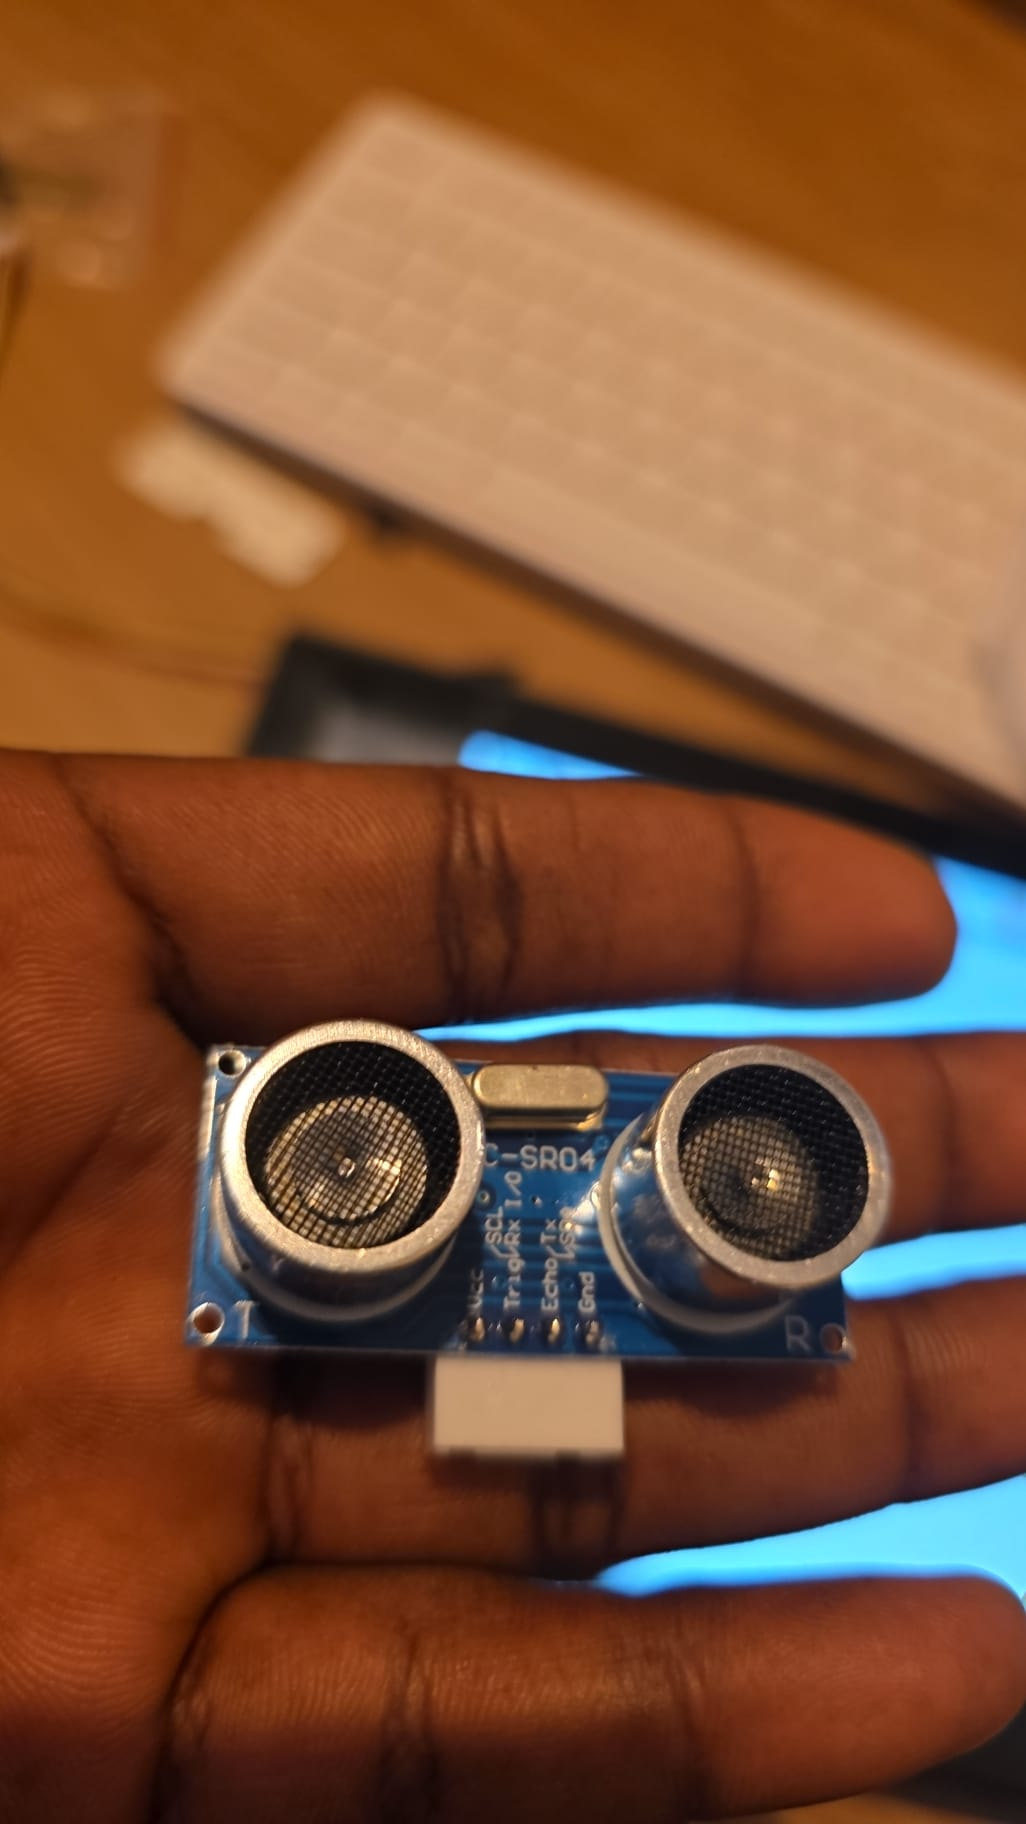 C-SR04
Vcc
Trig/Rx/SCL I/O
Echo/Tx/SDA
Gnd
T
R